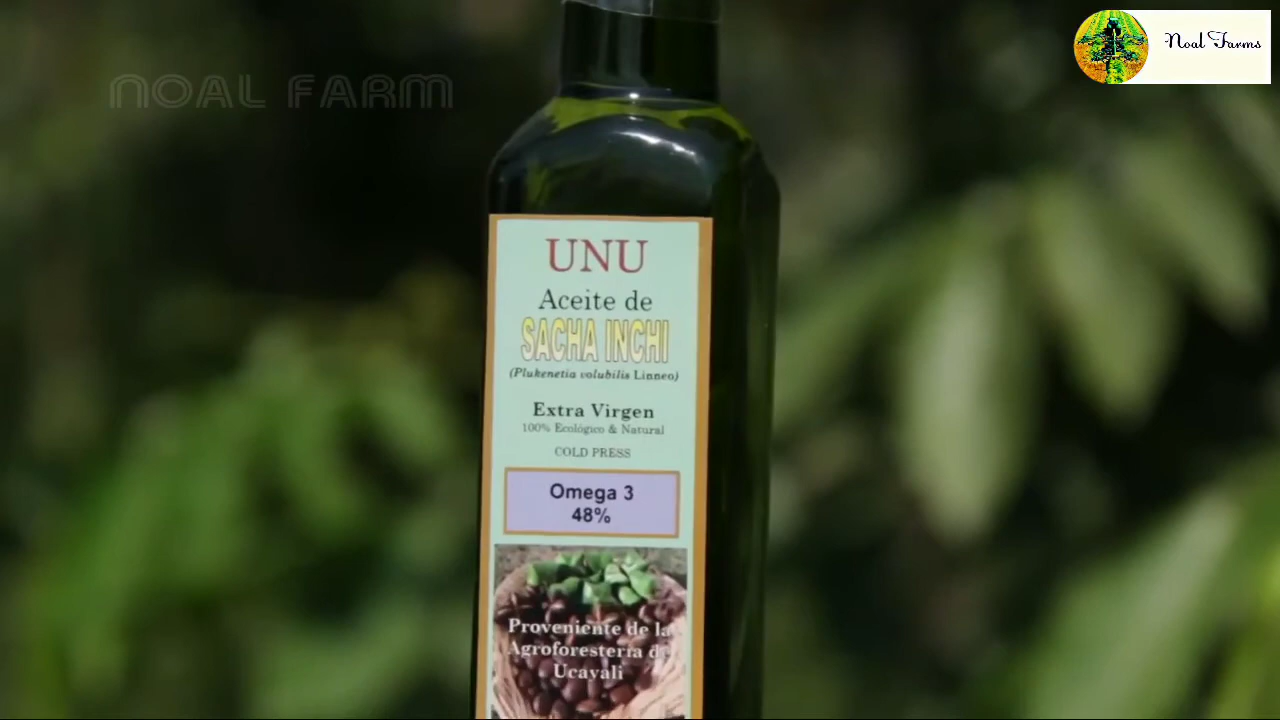 NOAL FARM
Noal Farms
UNU
Aceite de
SACHA INCHI
(Plukenetia volubilis Linneo)
Extra Virgen
100% Ecológico & Natural
COLD PRESS
Omega 3
48%
Proveniente de la
Agroforestería de
Ucayali